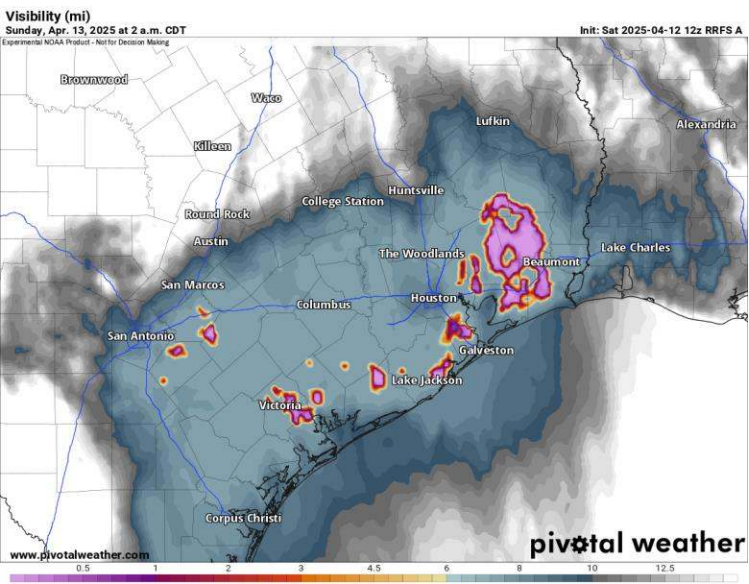 Visibility (mi)
Sunday, Apr. 13, 2025 at 2 a.m. CDT
Init: Sat 2025-04-12 12z RRFS A
Experimental NOAA Product - Not for Decision Making
Brownwood
Waco
Lufkin
Alexandria
Killeen
Huntsville
College Station
Round Rock
Austin
The Woodlands
Lake Charles
Beaumont
San Marcos
Houston
Columbus
San Antonio
Galveston
Lake Jackson
Victoria
Corpus Christi
pivotal weather
www.pivotalweather.com
0.5 1 2 3 4.5 6 8 10 12.5